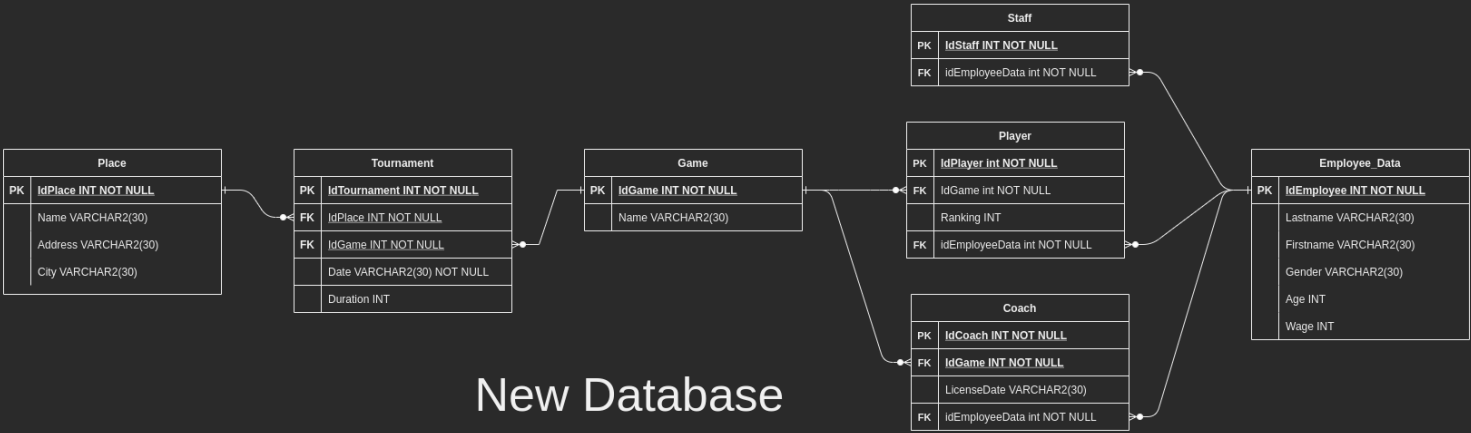 Staff
PK IdStaff INT NOT NULL
FK idEmployeeData int NOT NULL
Place
PK IdPlace INT NOT NULL
Name VARCHAR2(30)
Address VARCHAR2(30)
City VARCHAR2(30)
Tournament
PK IdTournament INT NOT NULL
FK IdPlace INT NOT NULL
FK IdGame INT NOT NULL
Date VARCHAR2(30) NOT NULL
Duration INT
Game
PK IdGame INT NOT NULL
Name VARCHAR2(30)
Player
PK IdPlayer int NOT NULL
FK IdGame int NOT NULL
Ranking INT
FK idEmployeeData int NOT NULL
Employee_Data
PK IdEmployee INT NOT NULL
Lastname VARCHAR2(30)
Firstname VARCHAR2(30)
Gender VARCHAR2(30)
Age INT
Wage INT
Coach
PK IdCoach INT NOT NULL
FK IdGame INT NOT NULL
LicenseDate VARCHAR2(30)
FK idEmployeeData int NOT NULL
New Database